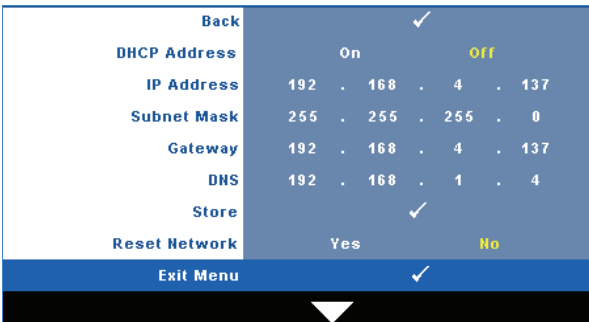 Back ✓
DHCP Address On Off
IP Address 192 . 168 . 4 . 137
Subnet Mask 255 . 255 . 255 . 0
Gateway 192 . 168 . 4 . 137
DNS 192 . 168 . 1 . 4
Store ✓
Reset Network Yes No
Exit Menu ✓